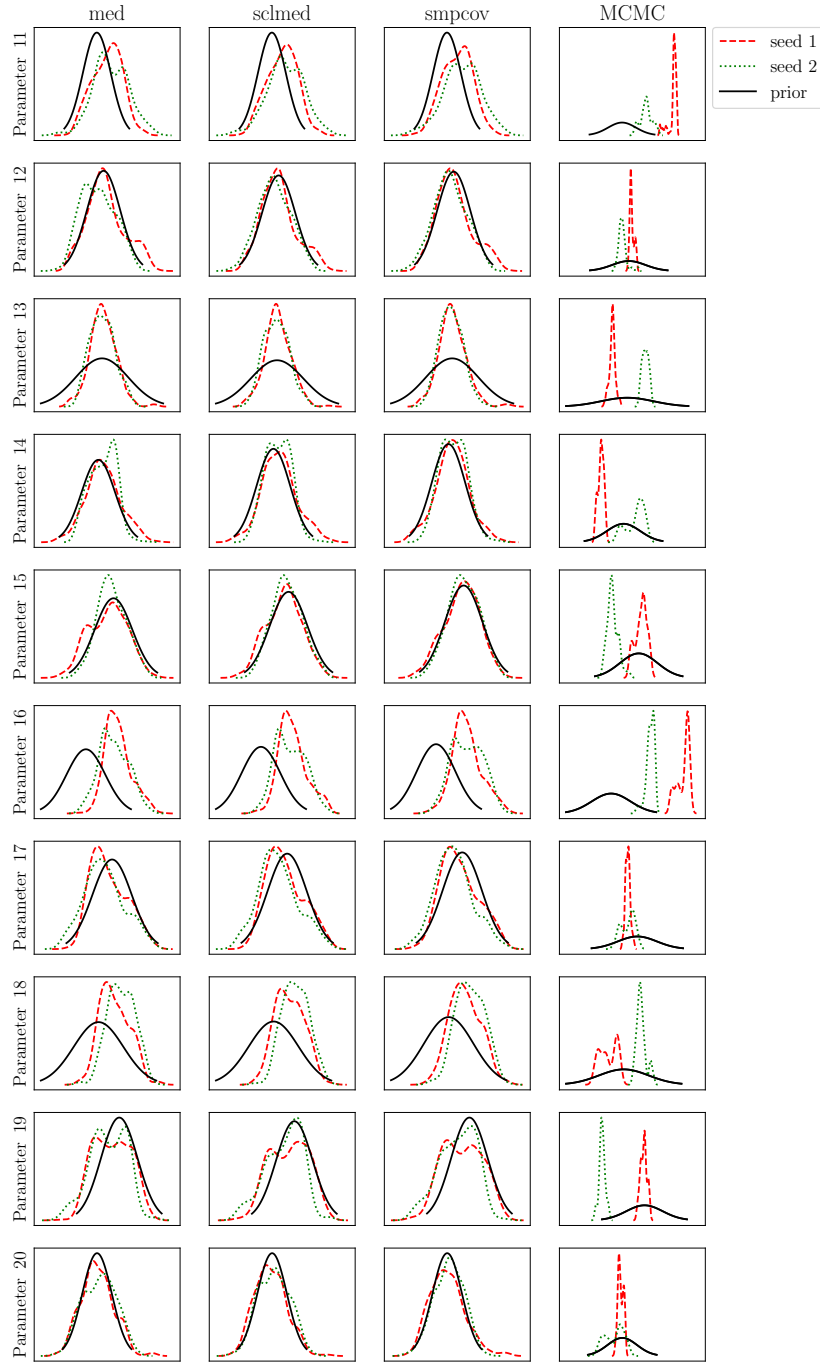 med sclmed smpcov MCMC
seed 1
seed 2
prior
Parameter 11
Parameter 12
Parameter 13
Parameter 14
Parameter 15
Parameter 16
Parameter 17
Parameter 18
Parameter 19
Parameter 20